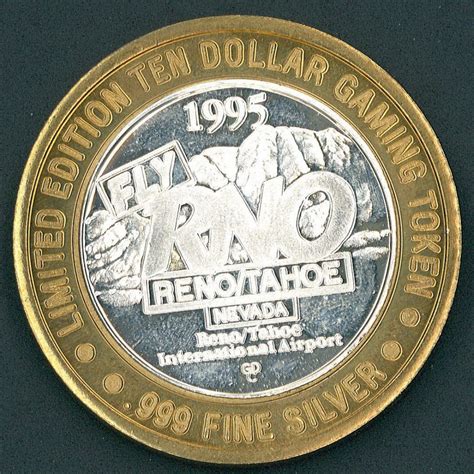 LIMITED EDITION TEN DOLLAR GAMING TOKEN
1995
FLY
RNO
RENO/TAHOE
NEVADA
Reno/Tahoe
International Airport
GD
.999 FINE SILVER